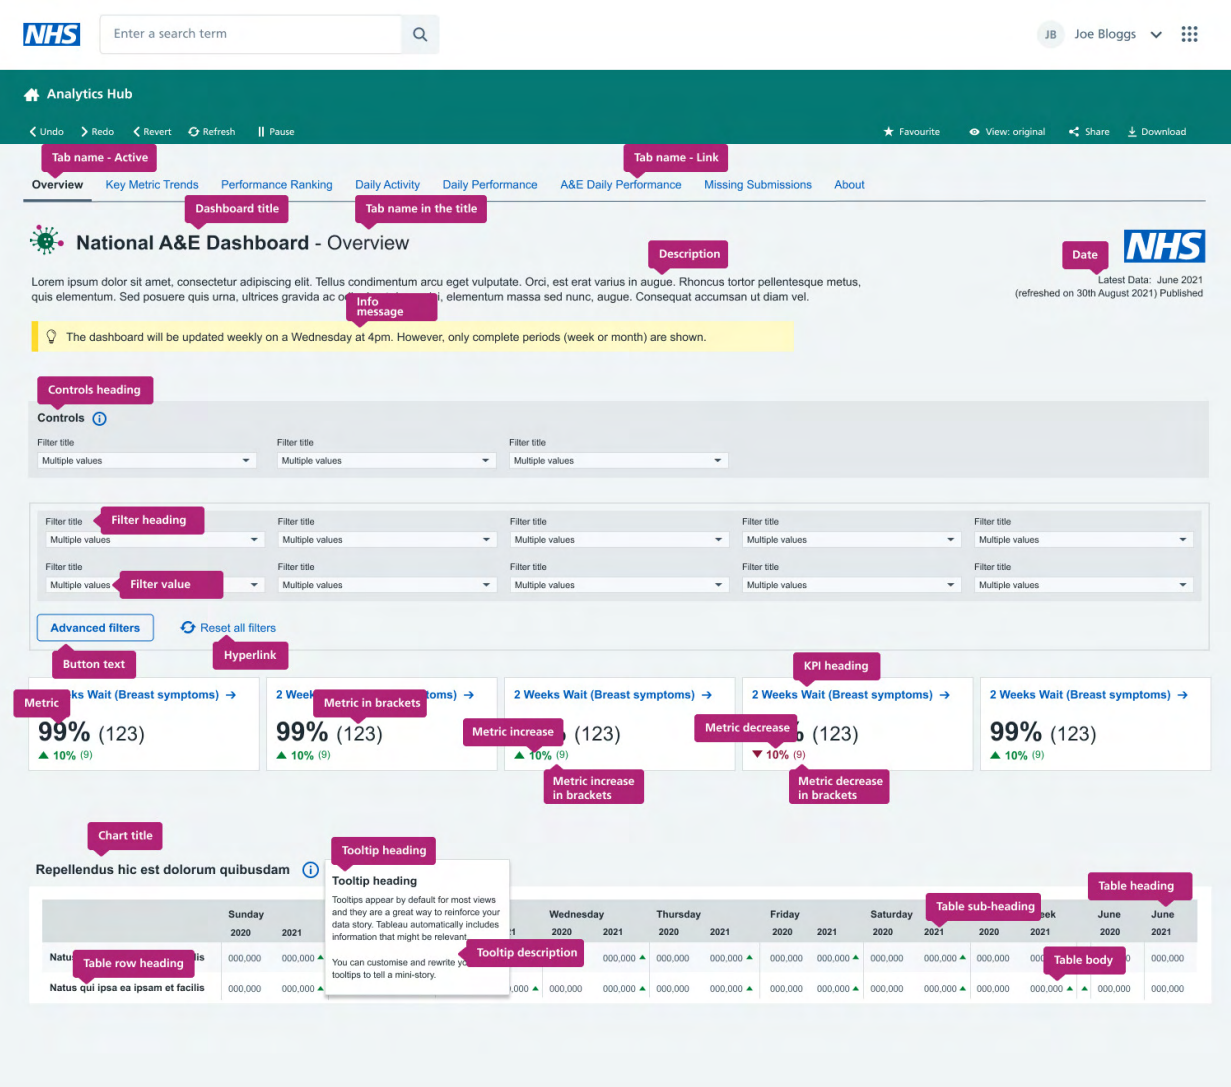 NHS
Enter a search term
JB
Joe Bloggs
Analytics Hub
Undo
Redo
Revert
Refresh
Pause
Favourite
View: original
Share
Download
Tab name - Active
Tab name - Link
Overview
Key Metric Trends
Performance Ranking
Daily Activity
Daily Performance
A&E Daily Performance
Missing Submissions
About
Dashboard title
Tab name in the title
National A&E Dashboard - Overview
Description
Date
NHS
Lorem ipsum dolor sit amet, consectetur adipiscing elit. Tellus condimentum arcu eget vulputate. Orci, est erat varius in augue. Rhoncus tortor pellentesque metus,
quis elementum. Sed posuere quis urna, ultrices gravida ac o
, elementum massa sed nunc, augue. Consequat accumsan ut diam vel.
Latest Data: June 2021
(refreshed on 30th August 2021) Published
Info
message
The dashboard will be updated weekly on a Wednesday at 4pm. However, only complete periods (week or month) are shown.
Controls heading
Controls
Filter title
Filter title
Filter title
Multiple values
Multiple values
Multiple values
Filter title
Filter heading
Filter title
Filter title
Filter title
Filter title
Multiple values
Multiple values
Multiple values
Multiple values
Multiple values
Filter title
Filter title
Filter title
Filter title
Filter title
Multiple values
Filter value
Multiple values
Multiple values
Multiple values
Multiple values
Advanced filters
Reset all filters
Button text
Hyperlink
KPI heading
Metric
ks Wait (Breast symptoms)
99% (123)
10% (9)
2 Week
Metric in brackets
toms)
99% (123)
10% (9)
2 Weeks Wait (Breast symptoms)
Metric increase
(123)
10% (9)
Metric increase
in brackets
2 Weeks Wait (Breast symptoms)
Metric decrease
% (123)
10% (9)
Metric decrease
in brackets
2 Weeks Wait (Breast symptoms)
99% (123)
10% (9)
Chart title
Tooltip heading
Repellendus hic est dolorum quibusdam
Tooltip heading
Tooltips appear by default for most views
and they are a great way to reinforce your
data story. Tableau automatically includes
information that might be relevant
You can customise and rewrite yo
tooltips to tell a mini-story.
Tooltip description
Table heading
Table sub-heading
Sunday Wednesday Thursday Friday Saturday eek June June
2020 2021 21 2020 2021 2020 2021 2020 2021 2020 2021 2020 2021 2020 2021
Natu
Table row heading
lis 000,000 000,000 000,000 000,000 000,000 000,000 000,000 000,000 000,000 000,000 00 0 000,000
Table body
Natus qui ipsa ea ipsam et facilis 000,000 000,000 ,000 000,000 000,000 000,000 000,000 000,000 000,000 000,000 000,000 000,000 000,000 000,000 000,000